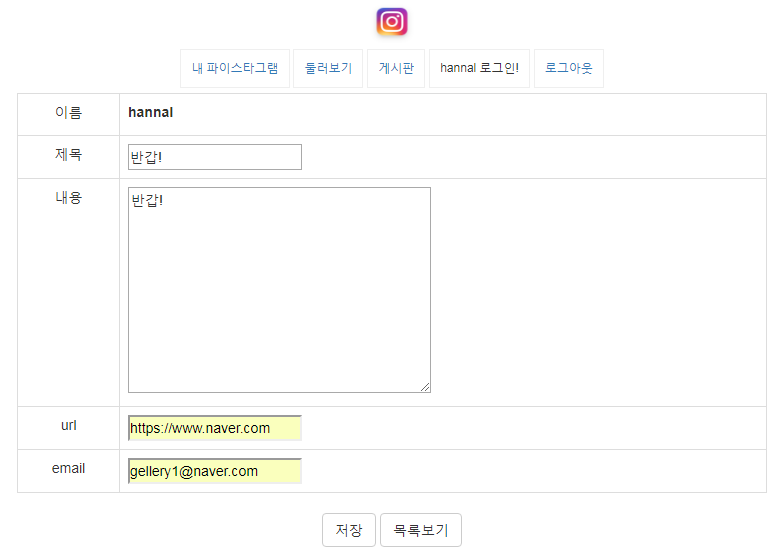 내 파이스타그램 둘러보기 게시판 hannal 로그인! 로그아웃
이름 hannal
제목 반갑!
내용 반갑!
url https://www.naver.com
email gellery1@naver.com
저장 목록보기